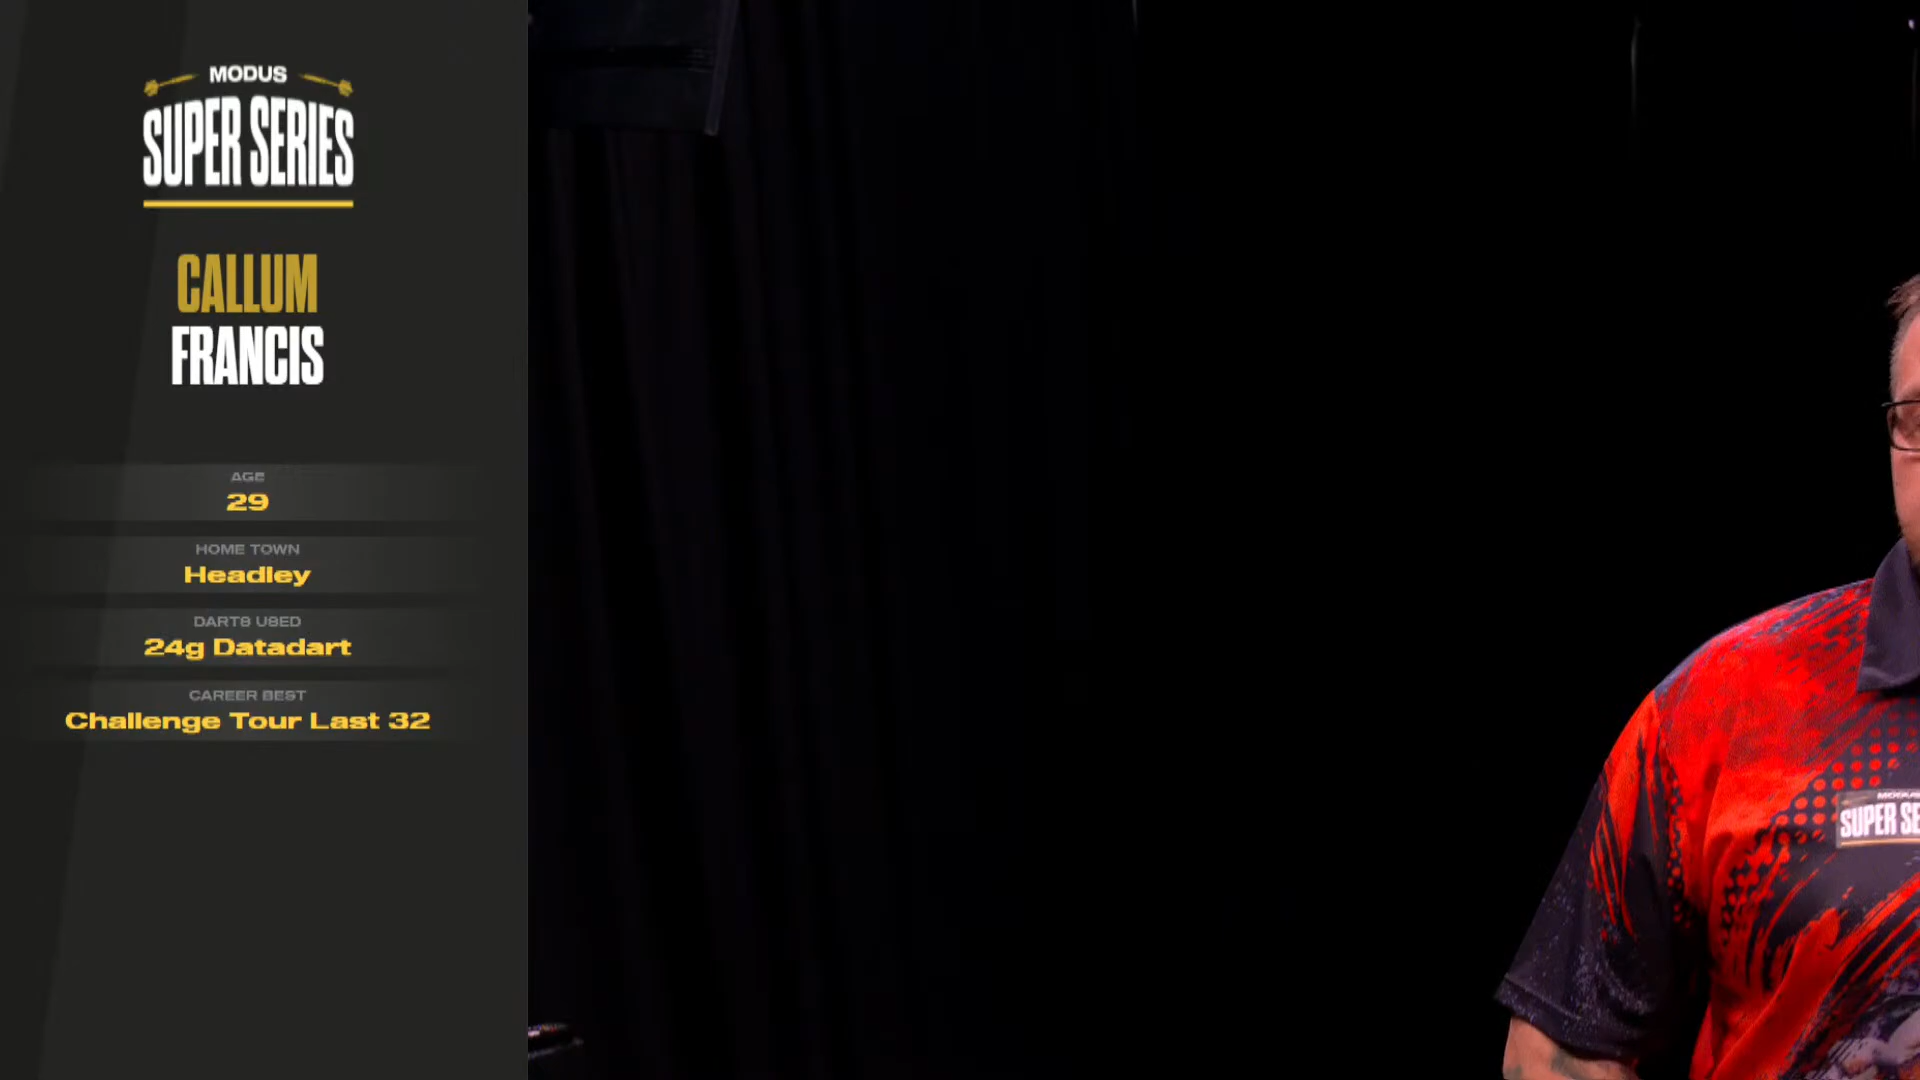 MODUS
SUPER SERIES
CALLUM
FRANCIS
AGE
29
HOME TOWN
Headley
DARTS USED
24g Datadart
CAREER BEST
Challenge Tour Last 32
SUPER SE